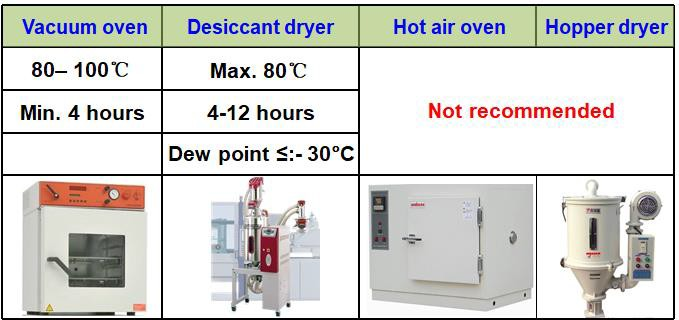 Vacuum oven
Desiccant dryer
Hot air oven
Hopper dryer
80– 100℃
Max. 80℃
Not recommended
Min. 4 hours
4-12 hours
Dew point ≤:- 30°C